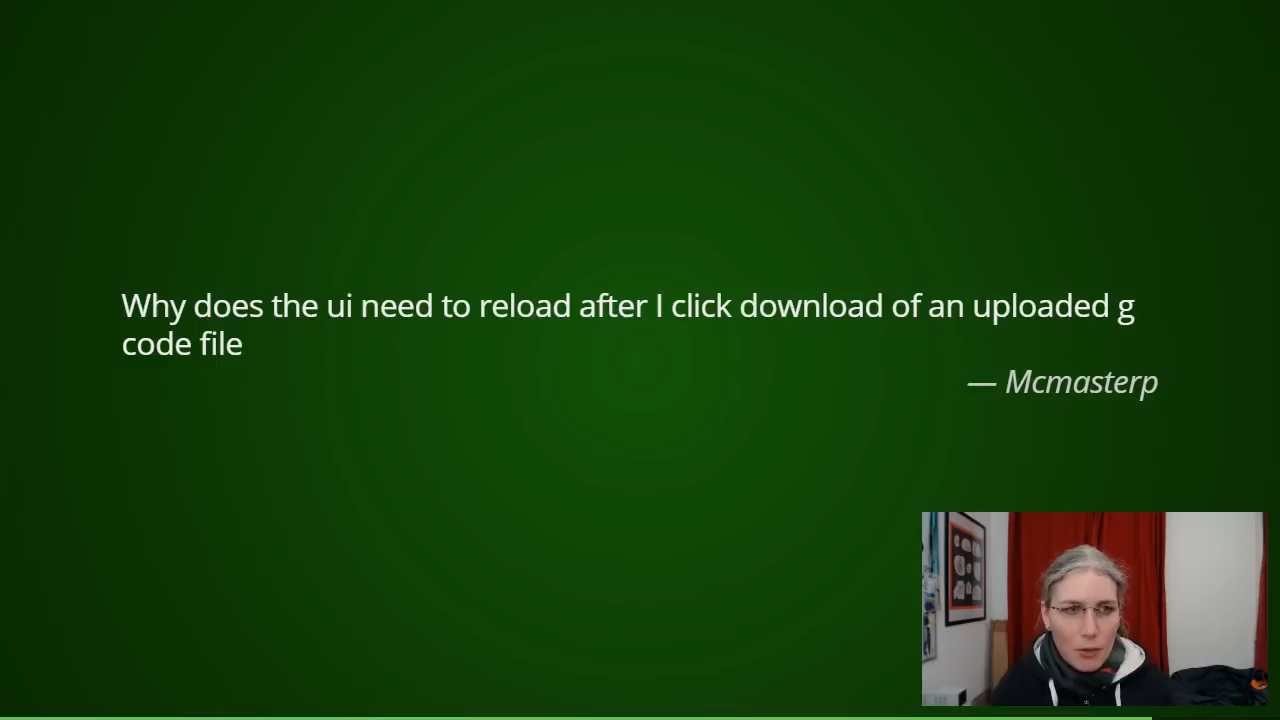 Why does the ui need to reload after I click download of an uploaded g
code file
— Mcmasterp